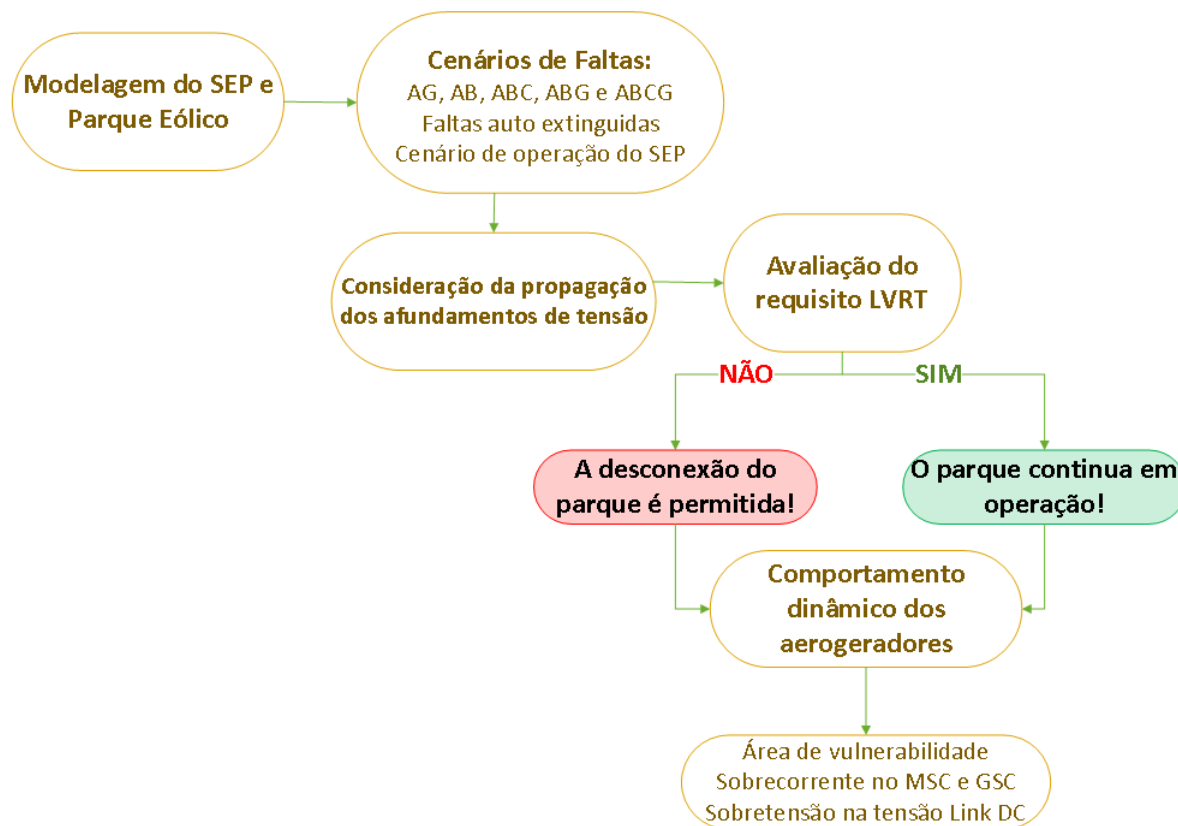 Modelagem do SEP e
Parque Eólico
Cenários de Faltas:
AG, AB, ABC, ABG e ABCG
Faltas auto extinguidas
Cenário de operação do SEP
Consideração da propagação
dos afundamentos de tensão
Avaliação do
requisito LVRT
NÃO
SIM
A desconexão do
parque é permitida!
O parque continua em
operação!
Comportamento
dinâmico dos
aerogeradores
Área de vulnerabilidade
Sobrecorrente no MSC e GSC
Sobretensão na tensão Link DC